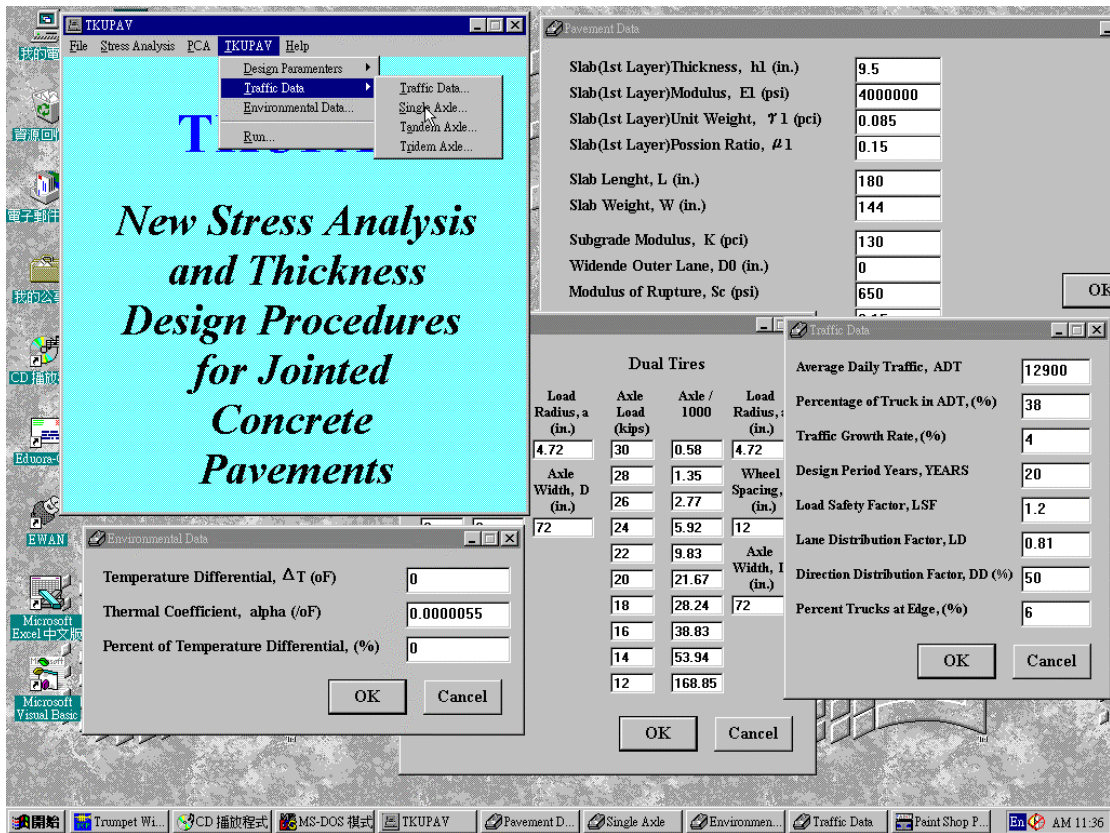 TKUPAV
File Stress Analysis PCA TKUPAV Help
Design Paramenters
Traffic Data
Environmental Data...
Run...
Traffic Data...
Single Axle...
Tandem Axle...
Tridem Axle...
New Stress Analysis
and Thickness
Design Procedures
for Jointed
Concrete
Pavements
Pavement Data
Slab(1st Layer)Thickness, h1 (in.) 9.5
Slab(1st Layer)Modulus, E1 (psi) 4000000
Slab(1st Layer)Unit Weight, γ1 (pci) 0.085
Slab(1st Layer)Possion Ratio, μ1 0.15
Slab Lenght, L (in.) 180
Slab Weight, W (in.) 144
Subgrade Modulus, K (pci) 130
Widende Outer Lane, D0 (in.) 0
Modulus of Rupture, Sc (psi) 650
OK
Dual Tires
Load Radius, a (in.)
Axle Load (kips)
Axle / 1000
Load Radius, a (in.)
4.72 30 0.58 4.72
Axle Width, D (in.)
28 1.35
Wheel Spacing, (in.)
26 2.77
72 24 5.92 12
22 9.83
Axle Width, (in.)
20 21.67
18 28.24 72
16 38.83
14 53.94
12 168.85
OK Cancel
Traffic Data
Average Daily Traffic, ADT 12900
Percentage of Truck in ADT,(%) 38
Traffic Growth Rate,(%) 4
Design Period Years, YEARS 20
Load Safety Factor, LSF 1.2
Lane Distribution Factor, LD 0.81
Direction Distribution Factor, DD (%) 50
Percent Trucks at Edge,(%) 6
OK Cancel
Environmental Data
Temperature Differential, ΔT (oF) 0
Thermal Coefficient, alpha (/oF) 0.0000055
Percent of Temperature Differential, (%) 0
OK Cancel
我的電
資源回
電子郵件
我的公
CD 播放
EWAN
Microsoft
Excel 中文版
Microsoft
Visual Basic
開始 Trumpet Wi... CD 播放程式 MS-DOS 模式 TKUPAV Pavement D... Single Axle Environmen... Traffic Data Paint Shop P... En AM 11:36